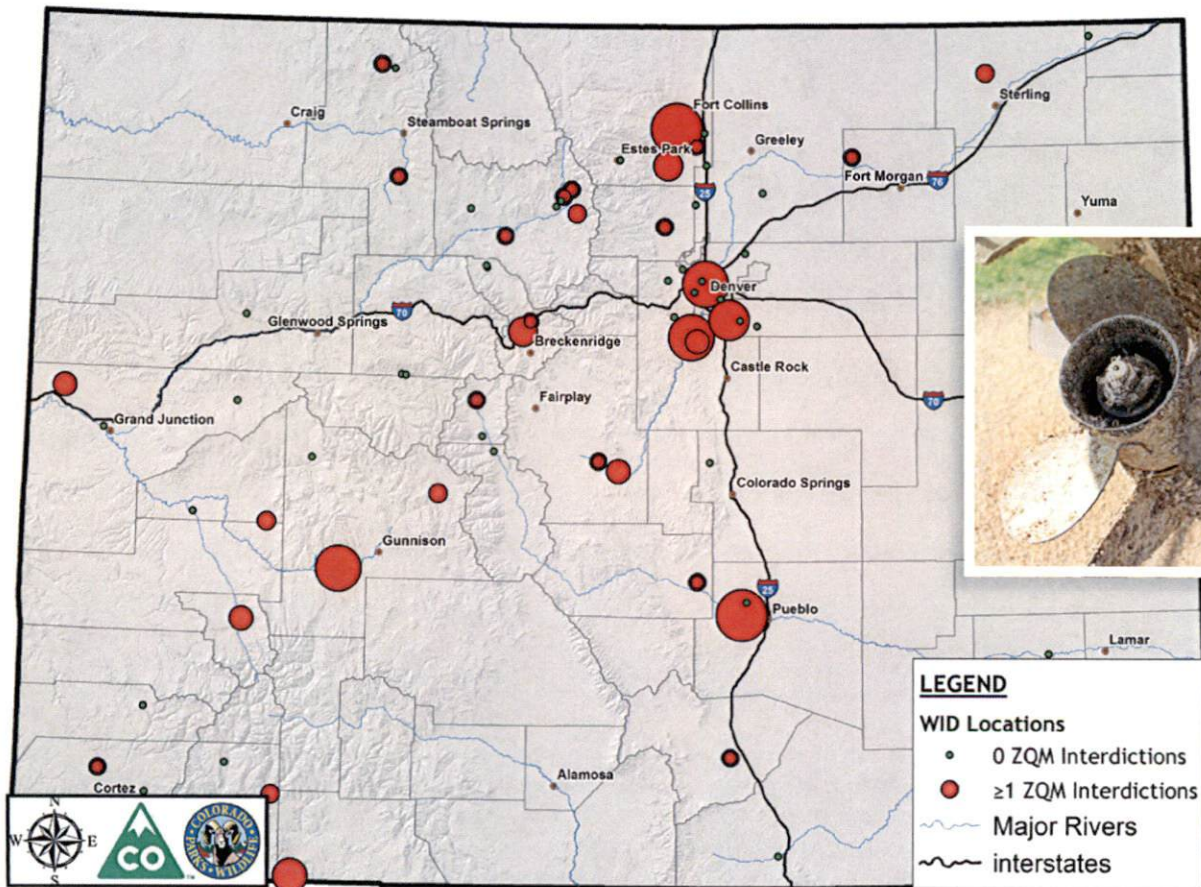 Fort Collins
Sterling
Craig
Steamboat Springs
Greeley
Estes Park
Fort Morgan
76
25
Yuma
Denver
70
Glenwood Springs
Breckenridge
Castle Rock
70
Fairplay
Grand Junction
Colorado Springs
Gunnison
25
Pueblo
Lamar
Alamosa
Cortez
N
W E
S
CO
COLORADO
PARKS WILDLIFE
LEGEND
WID Locations
0 ZQM Interdictions
≥1 ZQM Interdictions
Major Rivers
interstates